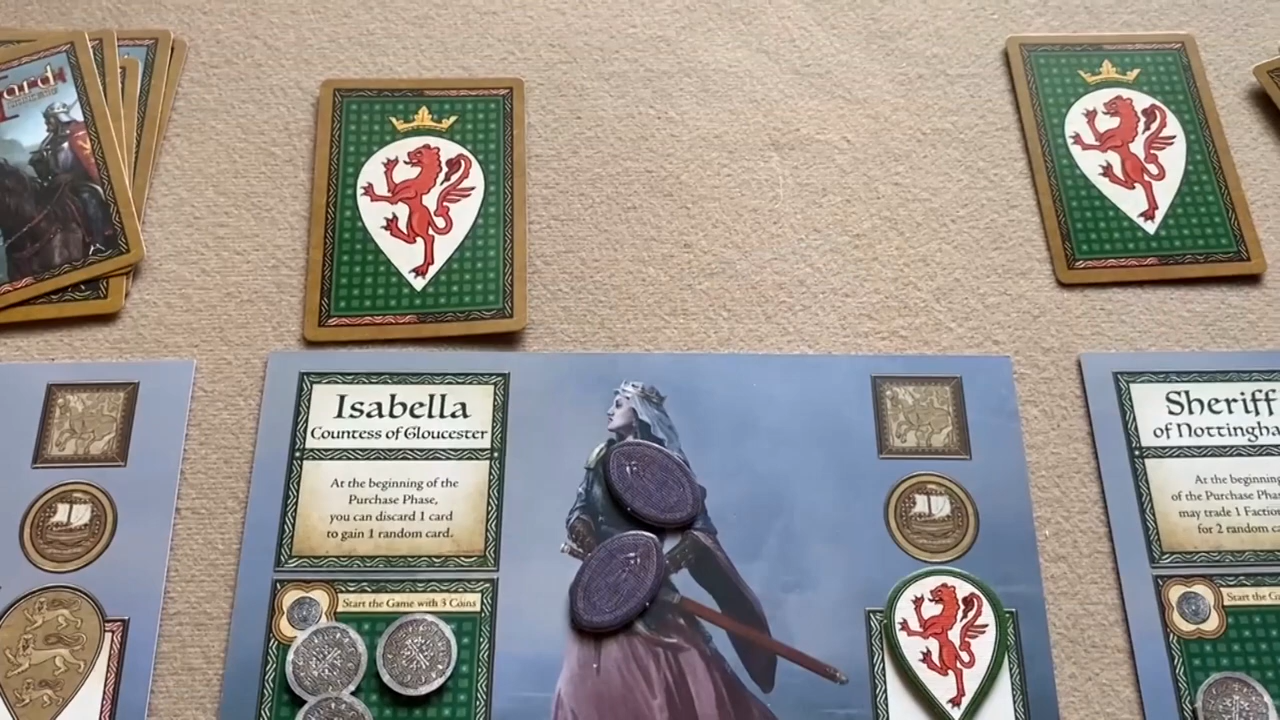 Isabella
Countess of Gloucester
At the beginning of the
Purchase Phase,
you can discard 1 card
to gain 1 random card.
Start the Game with 3 Coins
Sheriff
of Nottingha
At the beginning
of the Purchase Phas
may trade 1 Faction
for 2 random ca
Start the Ga